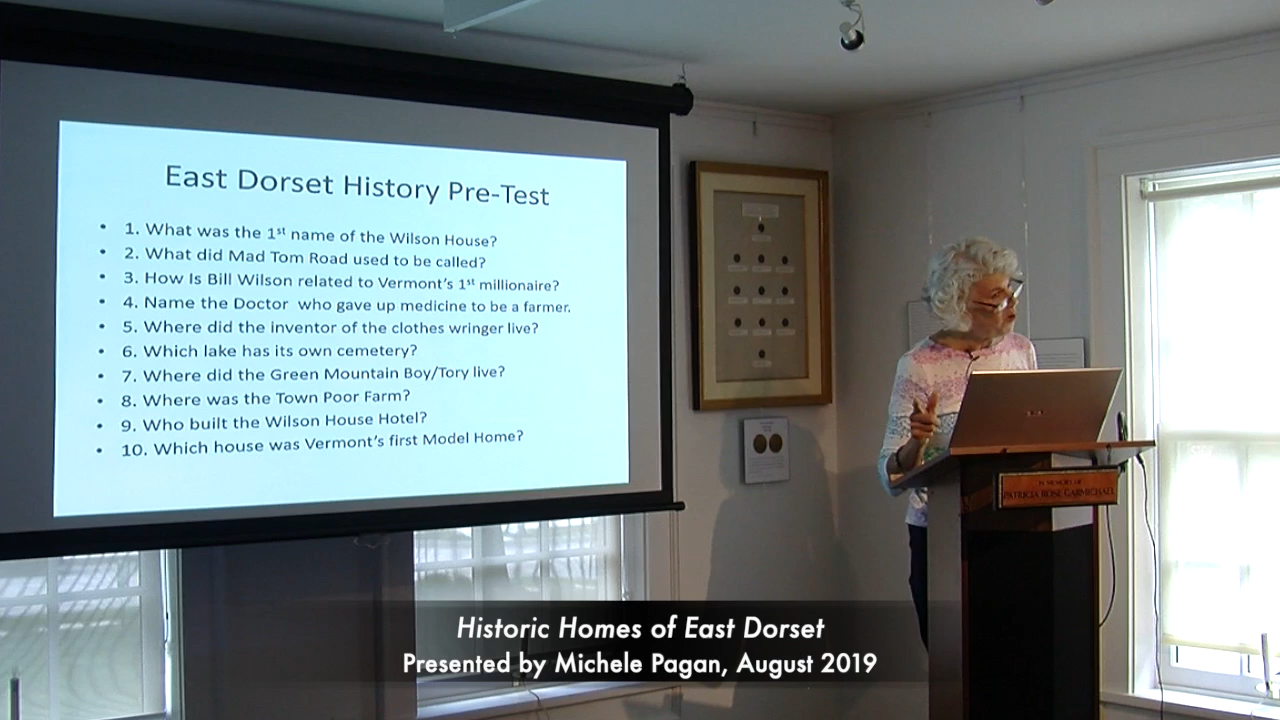 East Dorset History Pre-Test
• 1. What was the 1st name of the Wilson House?
• 2. What did Mad Tom Road used to be called?
• 3. How Is Bill Wilson related to Vermont's 1st millionaire?
• 4. Name the Doctor who gave up medicine to be a farmer.
• 5. Where did the inventor of the clothes wringer live?
• 6. Which lake has its own cemetery?
• 7. Where did the Green Mountain Boy/Tory live?
• 8. Where was the Town Poor Farm?
• 9. Who built the Wilson House Hotel?
• 10. Which house was Vermont's first Model Home?
IN MEMORY OF
PATRICIA ROSE CARMICHAEL
Historic Homes of East Dorset
Presented by Michele Pagan, August 2019